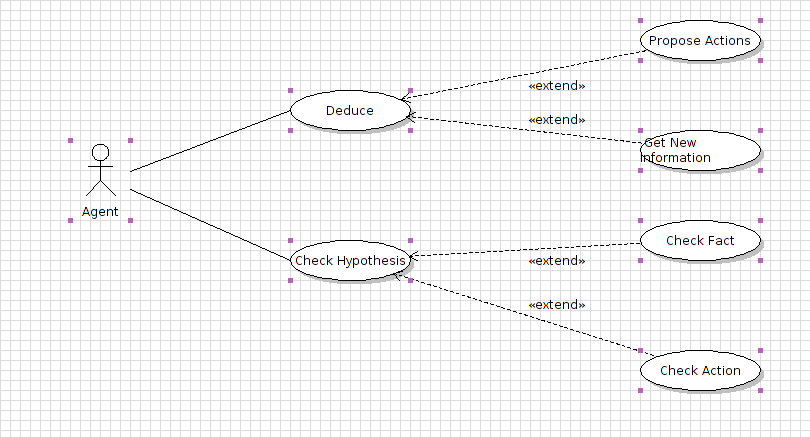 Propose Actions
«extend»
Deduce
«extend»
Get New
Information
Agent
Check Fact
Check Hypothesis
«extend»
«extend»
Check Action